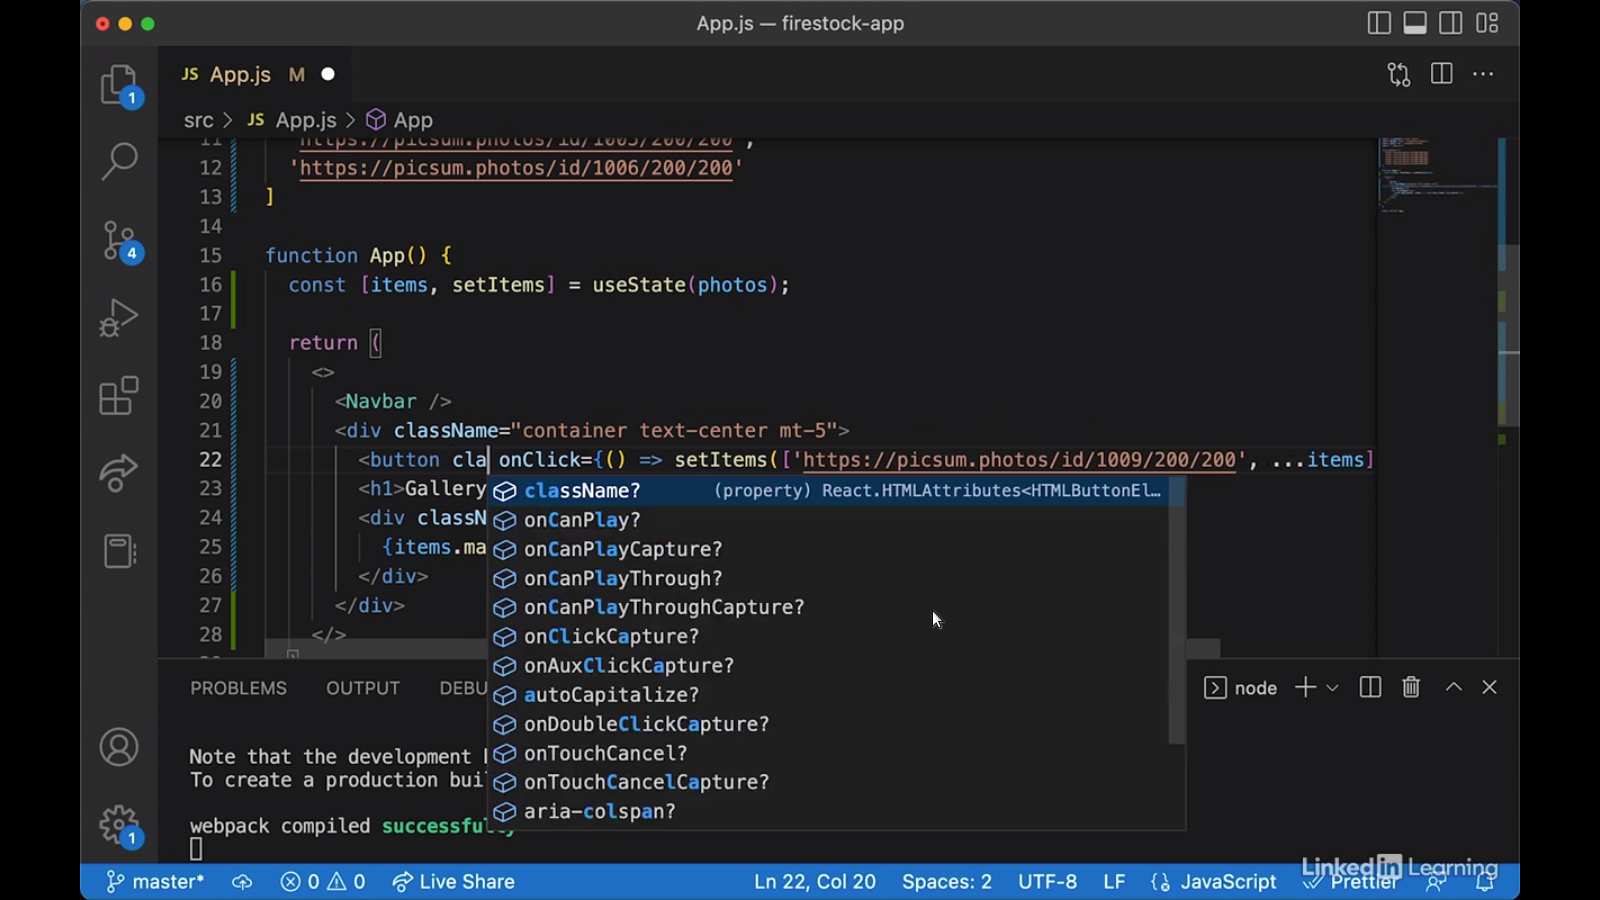 App.js — firestock-app
JS App.js M
1
src > JS App.js > App
11 'https://picsum.photos/id/1005/200/200',
12 'https://picsum.photos/id/1006/200/200'
13 ]
14
4
15 function App() {
16 const [items, setItems] = useState(photos);
17
18 return (
19 <>
20 <Navbar />
21 <div className="container text-center mt-5">
22 <button cla onClick={() => setItems(['https://picsum.photos/id/1009/200/200', ...items]
23 <h1>Gallery
className? (property) React.HTMLAttributes<HTMLButtonEl…
24 <div classN
onCanPlay?
25 {items.ma
onCanPlayCapture?
26 </div>
onCanPlayThrough?
27 </div>
onCanPlayThroughCapture?
28 </>
onClickCapture?
onAuxClickCapture?
autoCapitalize?
onDoubleClickCapture?
onTouchCancel?
onTouchCancelCapture?
aria-colspan?
PROBLEMS OUTPUT DEBU node
Note that the development
To create a production bui
webpack compiled successfully
1
Linked in Learning
master* 0 0 Live Share Ln 22, Col 20 Spaces: 2 UTF-8 LF {} JavaScript Prettier